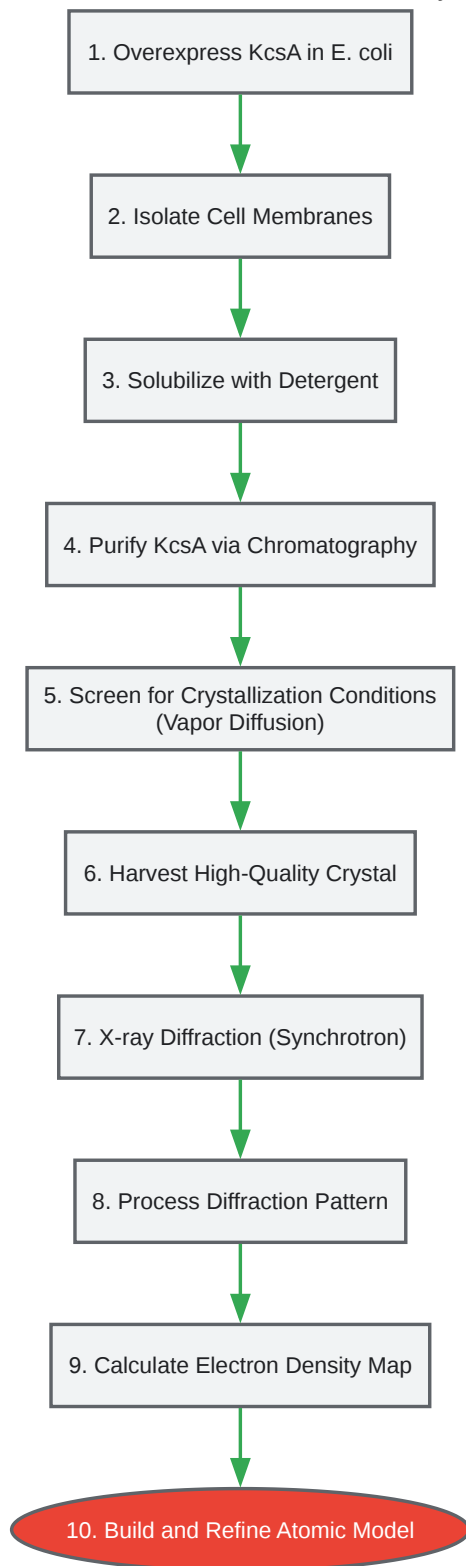 1. Overexpress KcsA in E. coli
2. Isolate Cell Membranes
3. Solubilize with Detergent
4. Purify KcsA via Chromatography
5. Screen for Crystallization Conditions
(Vapor Diffusion)
6. Harvest High-Quality Crystal
7. X-ray Diffraction (Synchrotron)
8. Process Diffraction Pattern
9. Calculate Electron Density Map
10. Build and Refine Atomic Model